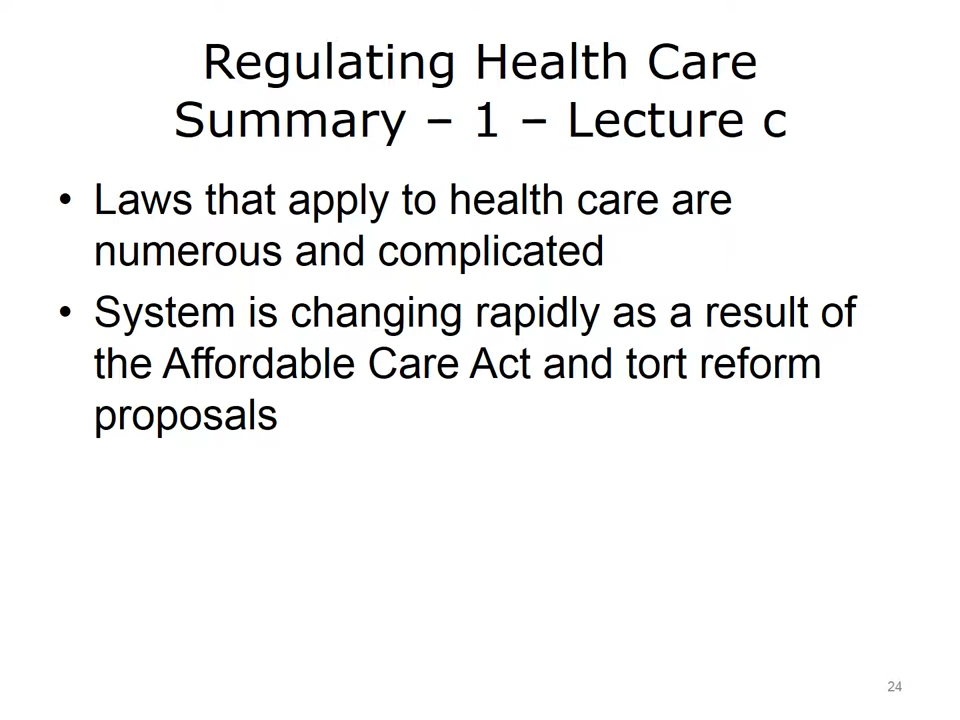 Regulating Health Care
Summary – 1 – Lecture c
• Laws that apply to health care are
numerous and complicated
• System is changing rapidly as a result of
the Affordable Care Act and tort reform
proposals
24